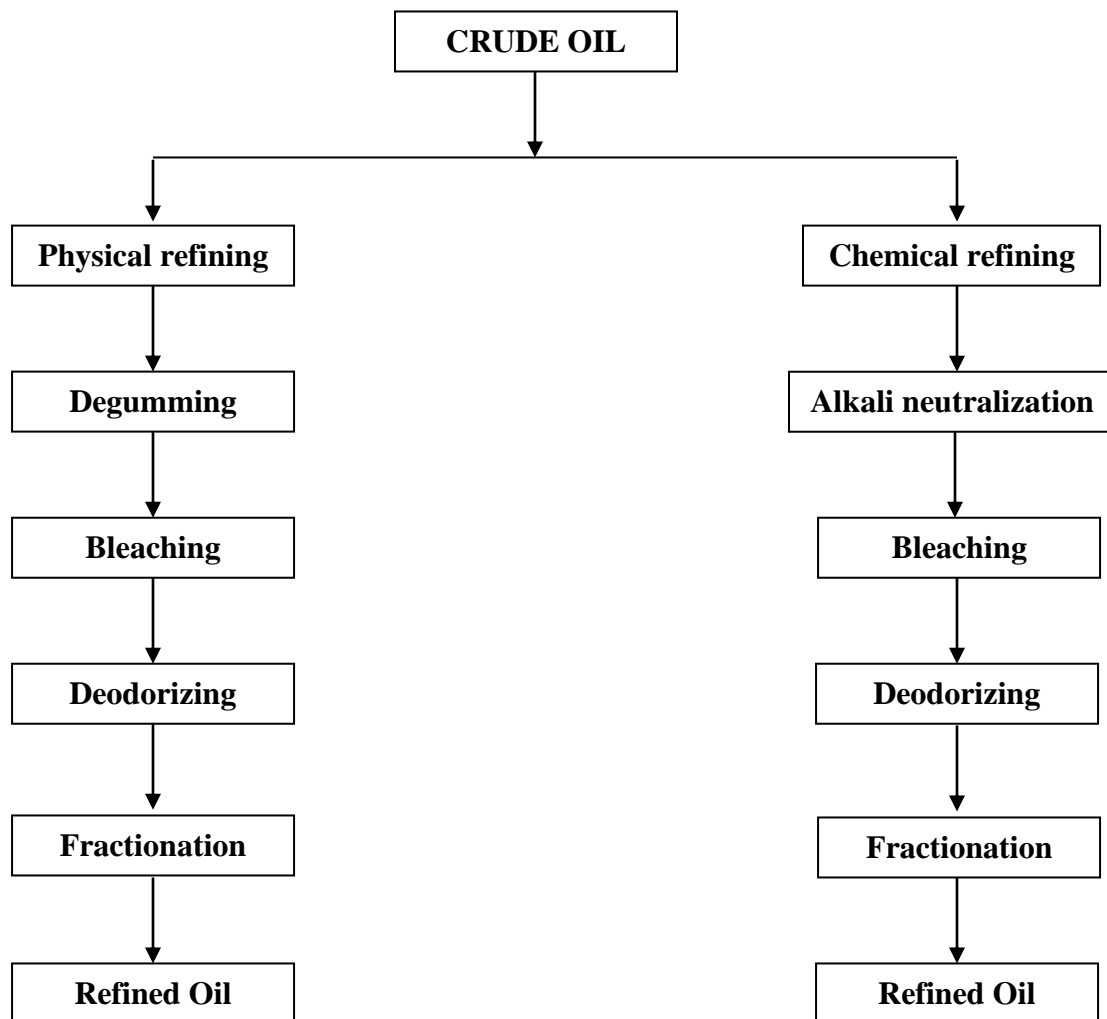 CRUDE OIL
Physical refining
Chemical refining
Degumming
Alkali neutralization
Bleaching
Bleaching
Deodorizing
Deodorizing
Fractionation
Fractionation
Refined Oil
Refined Oil